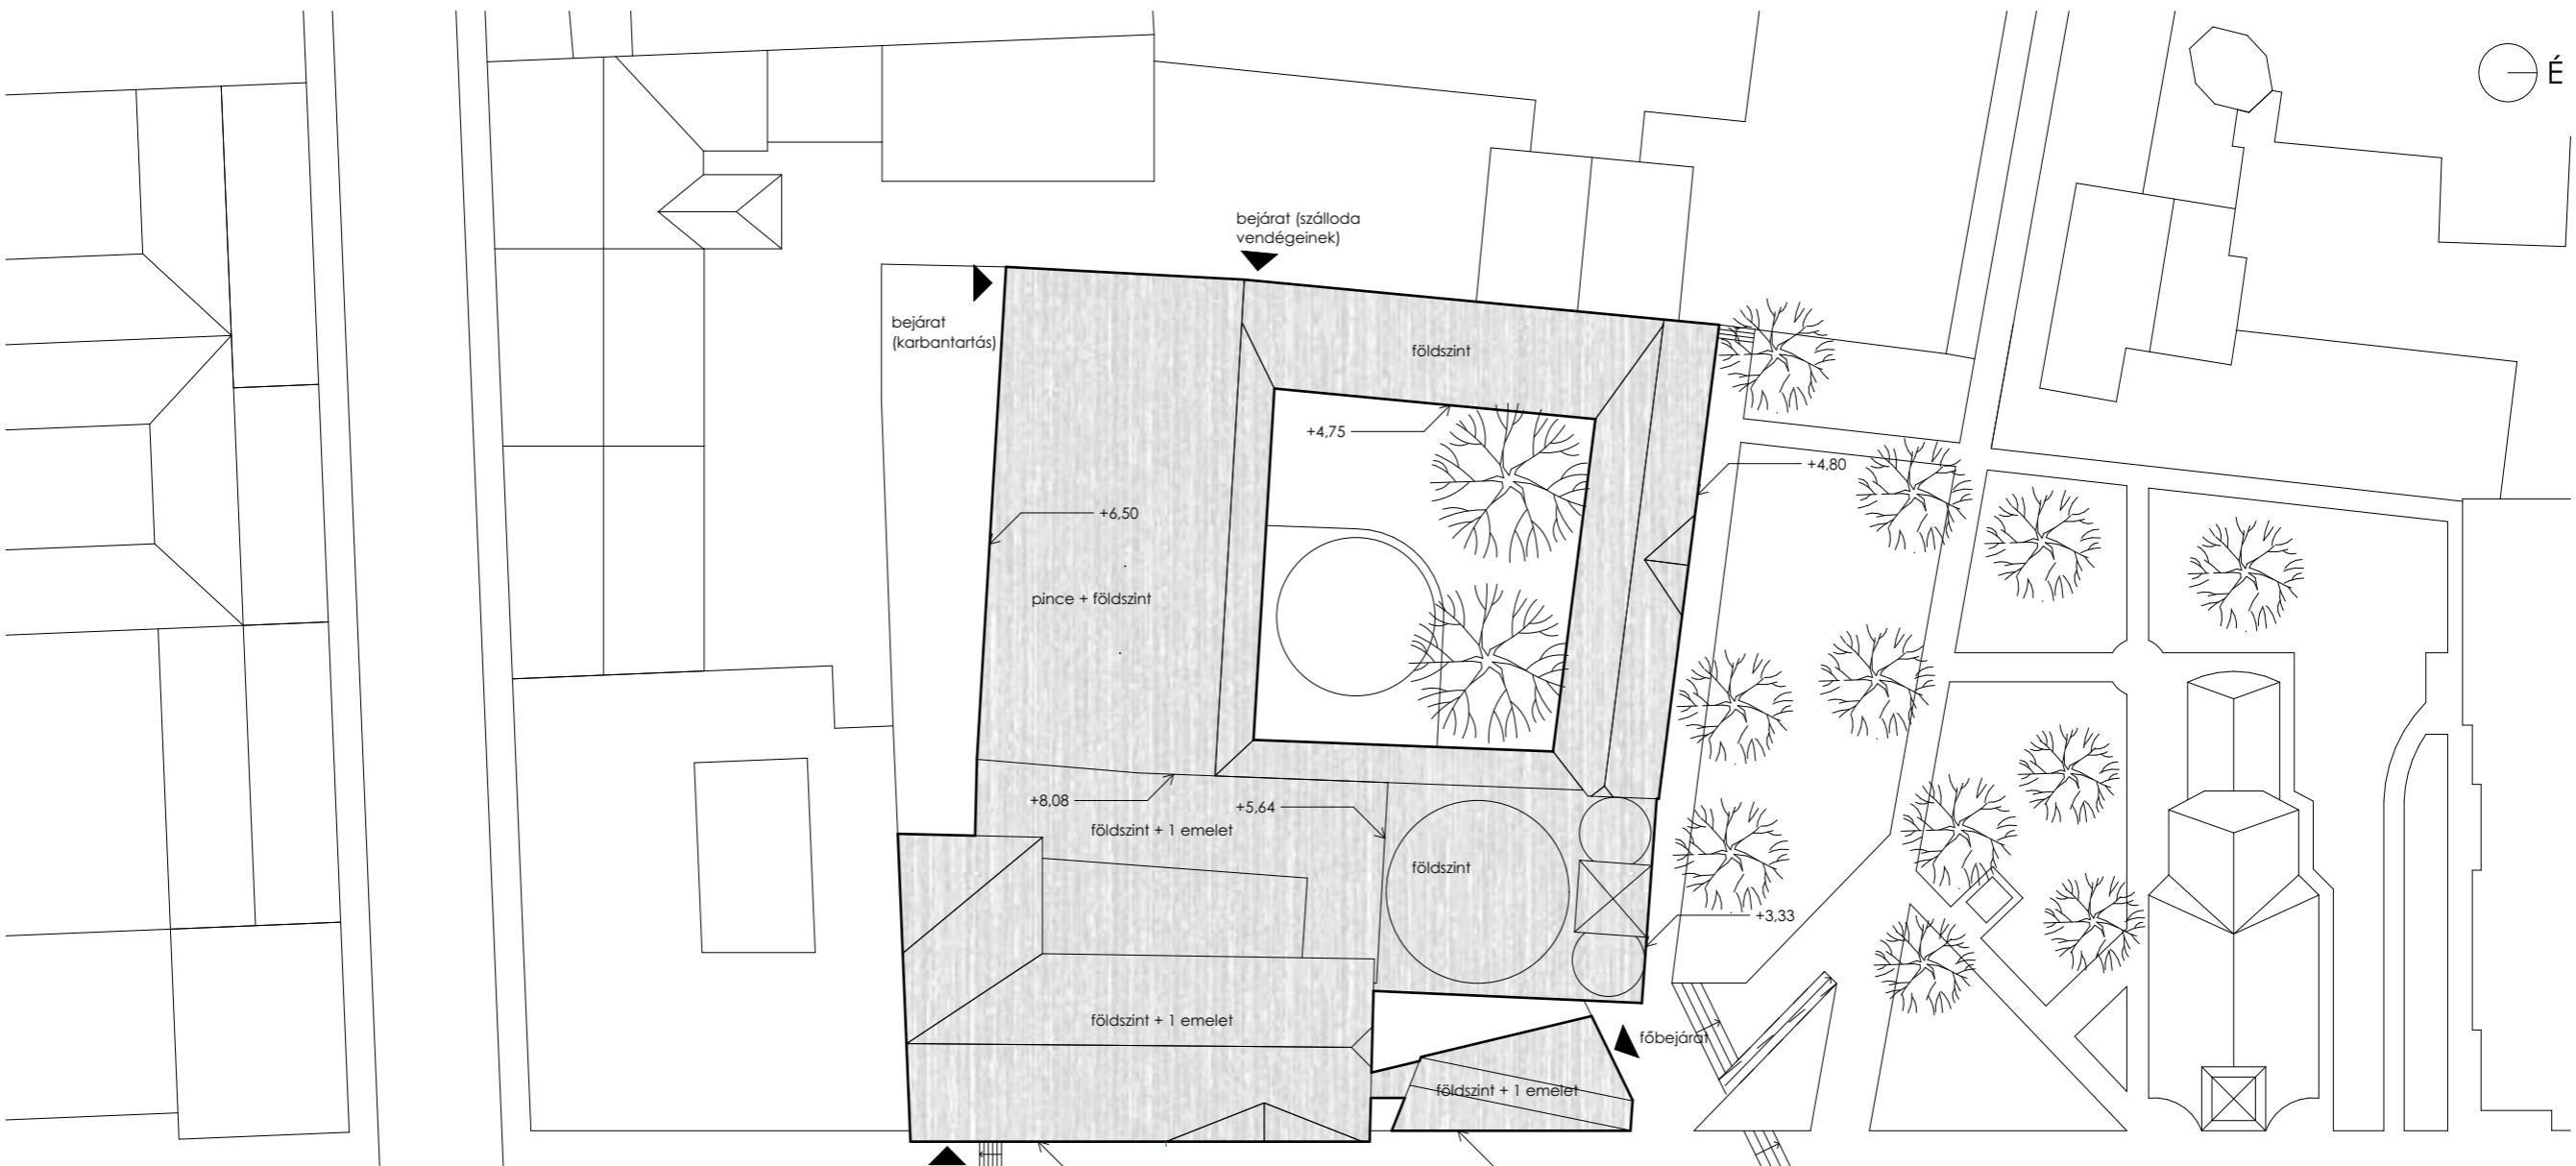 É
bejárat (szálloda
vendégeinek)
bejárat
(karbantartás)
földszint
+4,75
+4,80
+6,50
pince + földszint
+8,08
+5,64
földszint + 1 emelet
földszint
+3,33
földszint + 1 emelet
főbejárat
földszint + 1 emelet